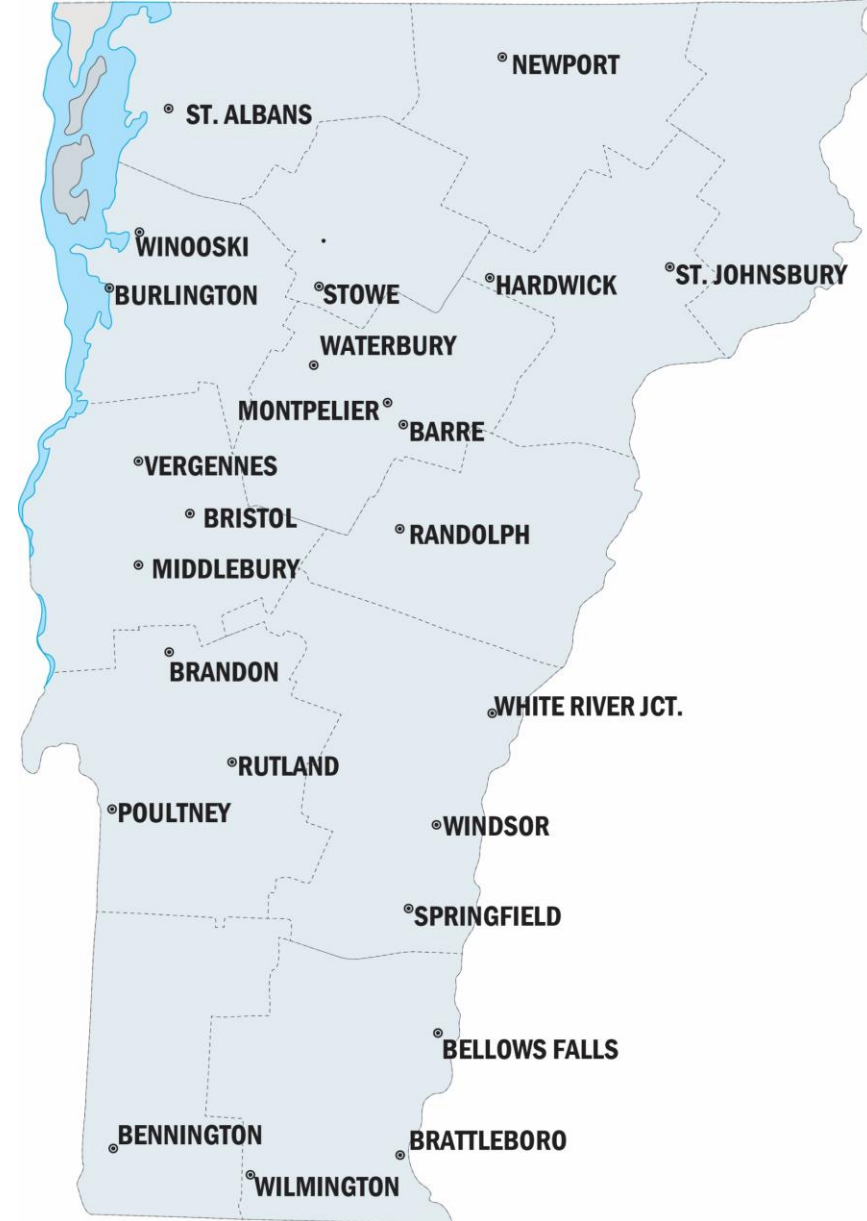 NEWPORT
ST. ALBANS
WINOOSKI
BURLINGTON
STOWE
HARDWICK
ST. JOHNSBURY
WATERBURY
MONTPELIER
BARRE
VERGENNES
BRISTOL
RANDOLPH
MIDDLEBURY
BRANDON
WHITE RIVER JCT.
RUTLAND
POULTNEY
WINDSOR
SPRINGFIELD
BELLOWS FALLS
BENNINGTON
BRATTLEBORO
WILMINGTON